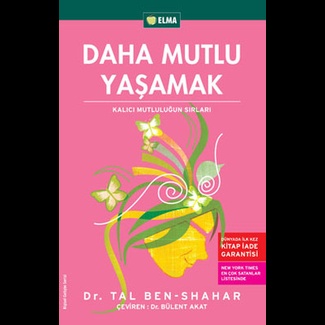 ELMA
DAHA MUTLU
YAŞAMAK
KALICI MUTLULUĞUN SIRLARI
DÜNYADA İLK KEZ
KİTAP İADE
GARANTİSİ
NEW YORK TIMES
EN ÇOK SATANLAR
LİSTESİNDE
Dr. TAL BEN-SHAHAR
ÇEVİREN : Dr. BÜLENT AKAT